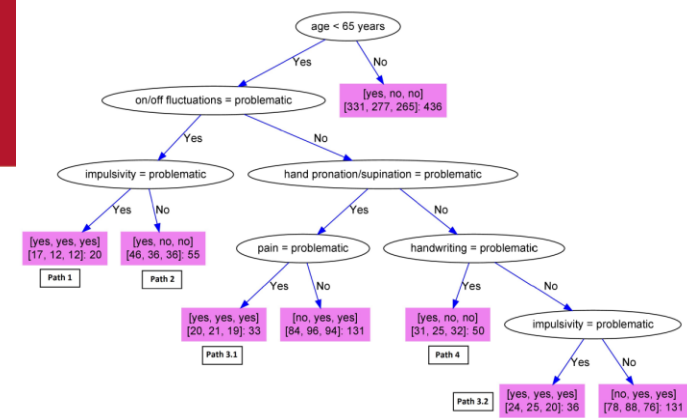 age < 65 years
Yes
No
on/off fluctuations = problematic
[yes, no, no]
[331, 277, 265]: 436
Yes
No
impulsivity = problematic
hand pronation/supination = problematic
Yes
No
Yes
No
[yes, yes, yes]
[17, 12, 12]: 20
[yes, no, no]
[46, 36, 36]: 55
pain = problematic
handwriting = problematic
Path 1
Path 2
Yes
No
Yes
No
[yes, yes, yes]
[20, 21, 19]: 33
[no, yes, yes]
[84, 96, 94]: 131
[yes, no, no]
[31, 25, 32]: 50
impulsivity = problematic
Path 3.1
Path 4
Yes
No
Path 3.2
[yes, yes, yes]
[24, 25, 20]: 36
[no, yes, yes]
[78, 88, 76]: 131